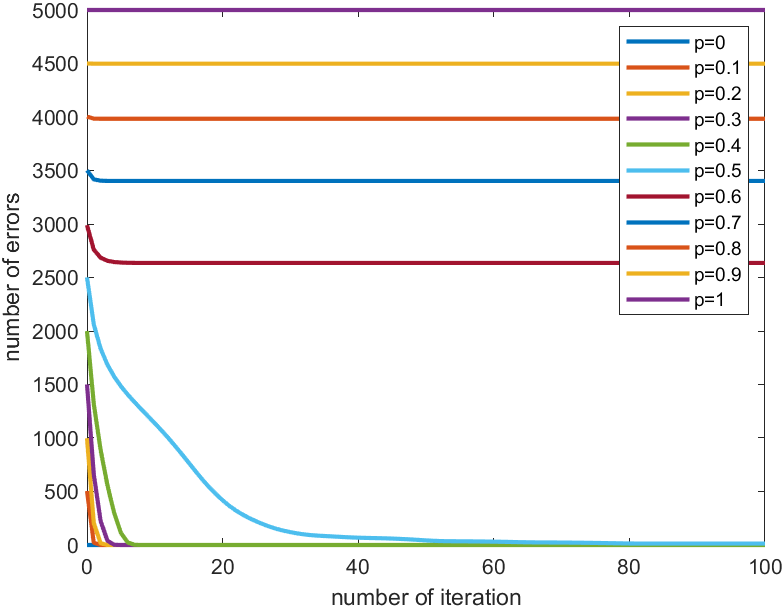 5000
4500
4000
3500
3000
2500
2000
1500
1000
500
0
number of errors
p=0
p=0.1
p=0.2
p=0.3
p=0.4
p=0.5
p=0.6
p=0.7
p=0.8
p=0.9
p=1
0 20 40 60 80 100
number of iteration